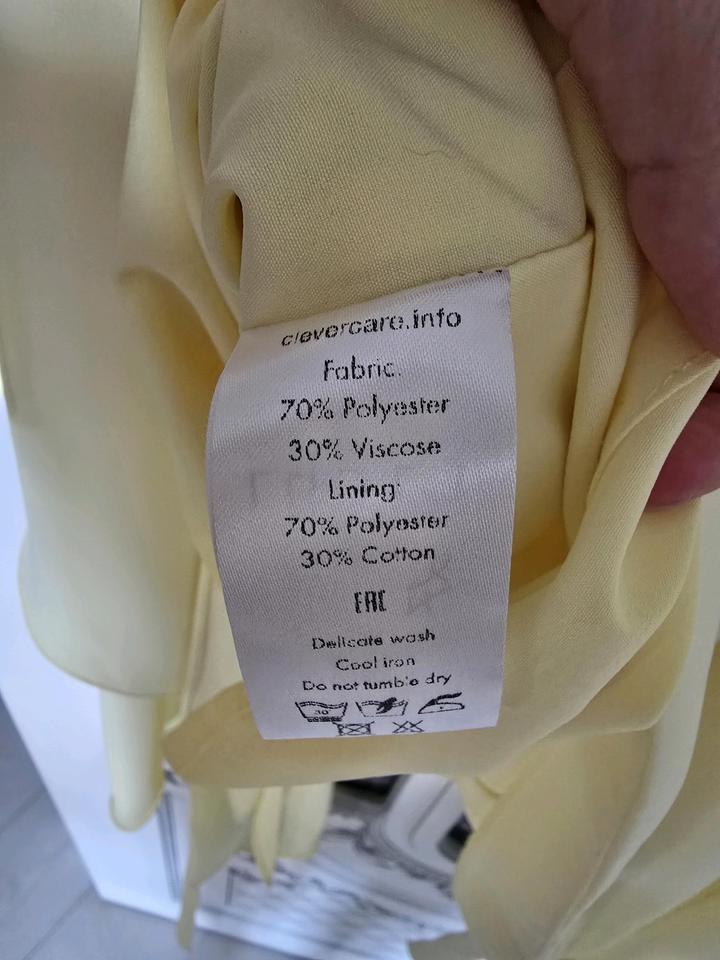 clevercare.info
Fabric:
70% Polyester
30% Viscose
Lining:
70% Polyester
30% Cotton
EAC
Delicate wash
Cool iron
Do not tumble dry
30